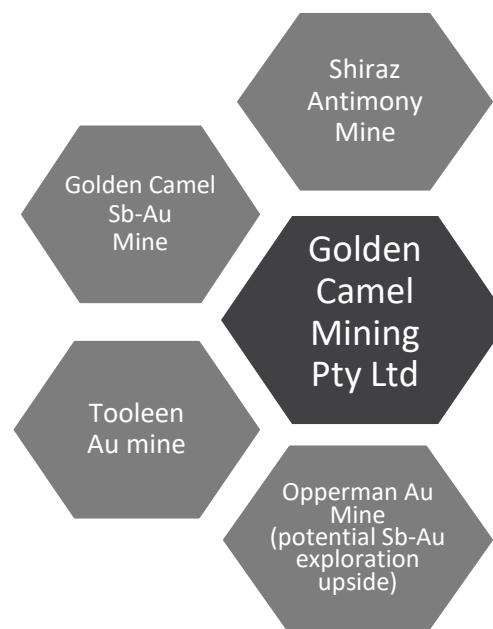 Shiraz
Antimony
Mine
Golden Camel
Sb-Au
Mine
Golden
Camel
Mining
Pty Ltd
Tooleen
Au mine
Opperman Au
Mine
(potential Sb-Au
exploration
upside)